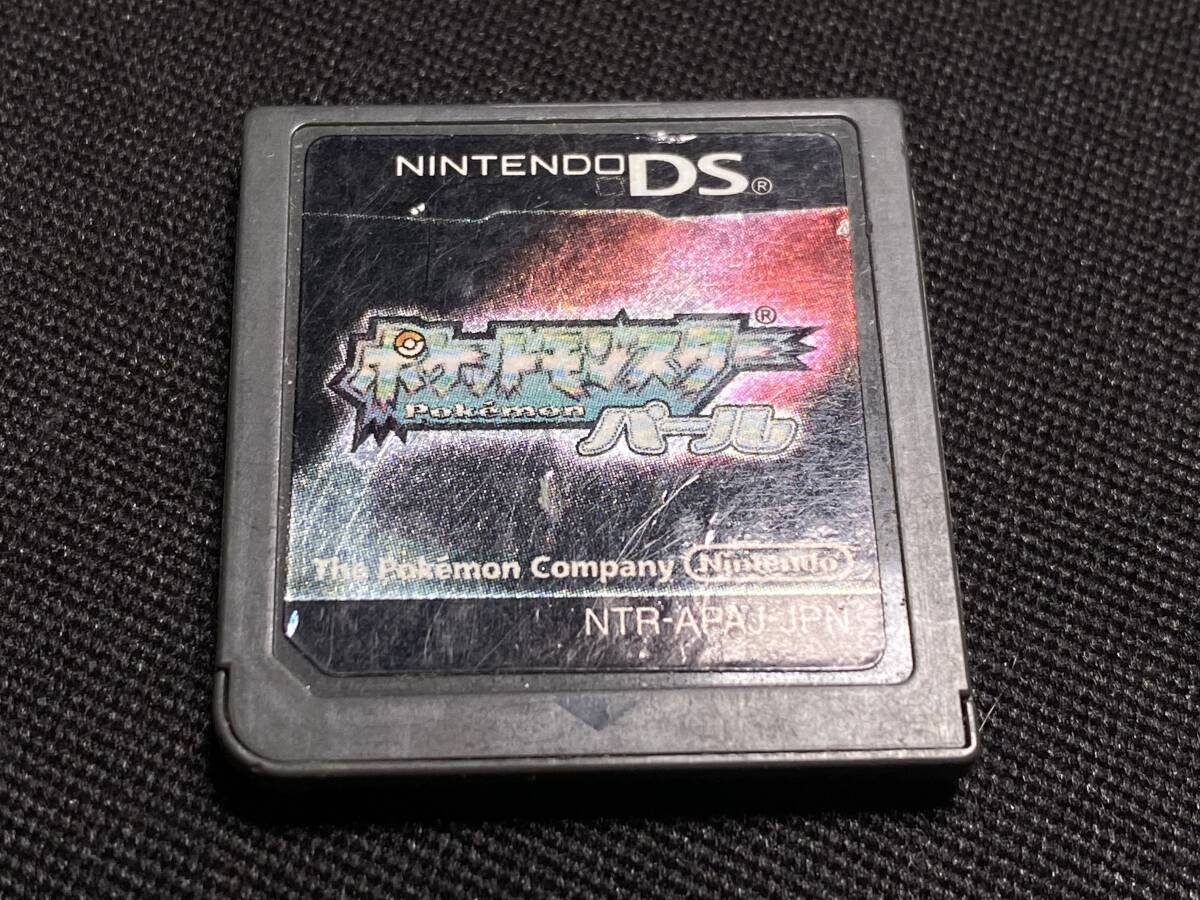 NINTENDO DS®
ポケットモンスター®
Pokémon
パール
The Pokémon Company Nintendo
NTR-APAJ-JPN